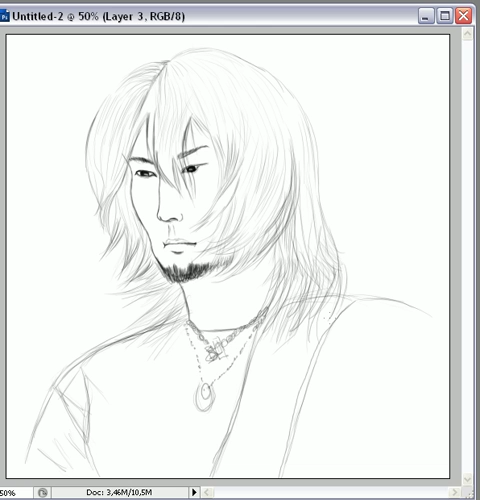 Untitled-2 @ 50% (Layer 3, RGB/8)
50%
Doc: 3,46M/10,5M